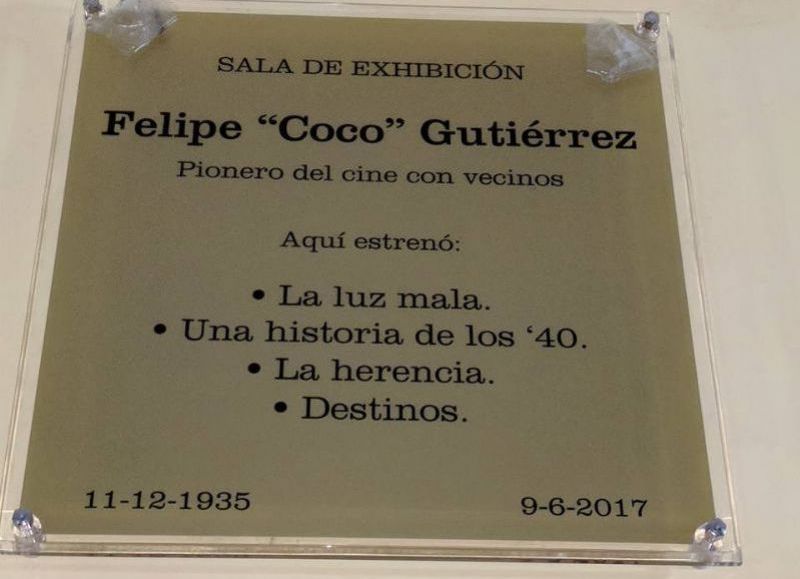 SALA DE EXHIBICIÓN
Felipe “Coco” Gutiérrez
Pionero del cine con vecinos
Aquí estrenó:
• La luz mala.
• Una historia de los ‘40.
• La herencia.
• Destinos.
11-12-1935 9-6-2017